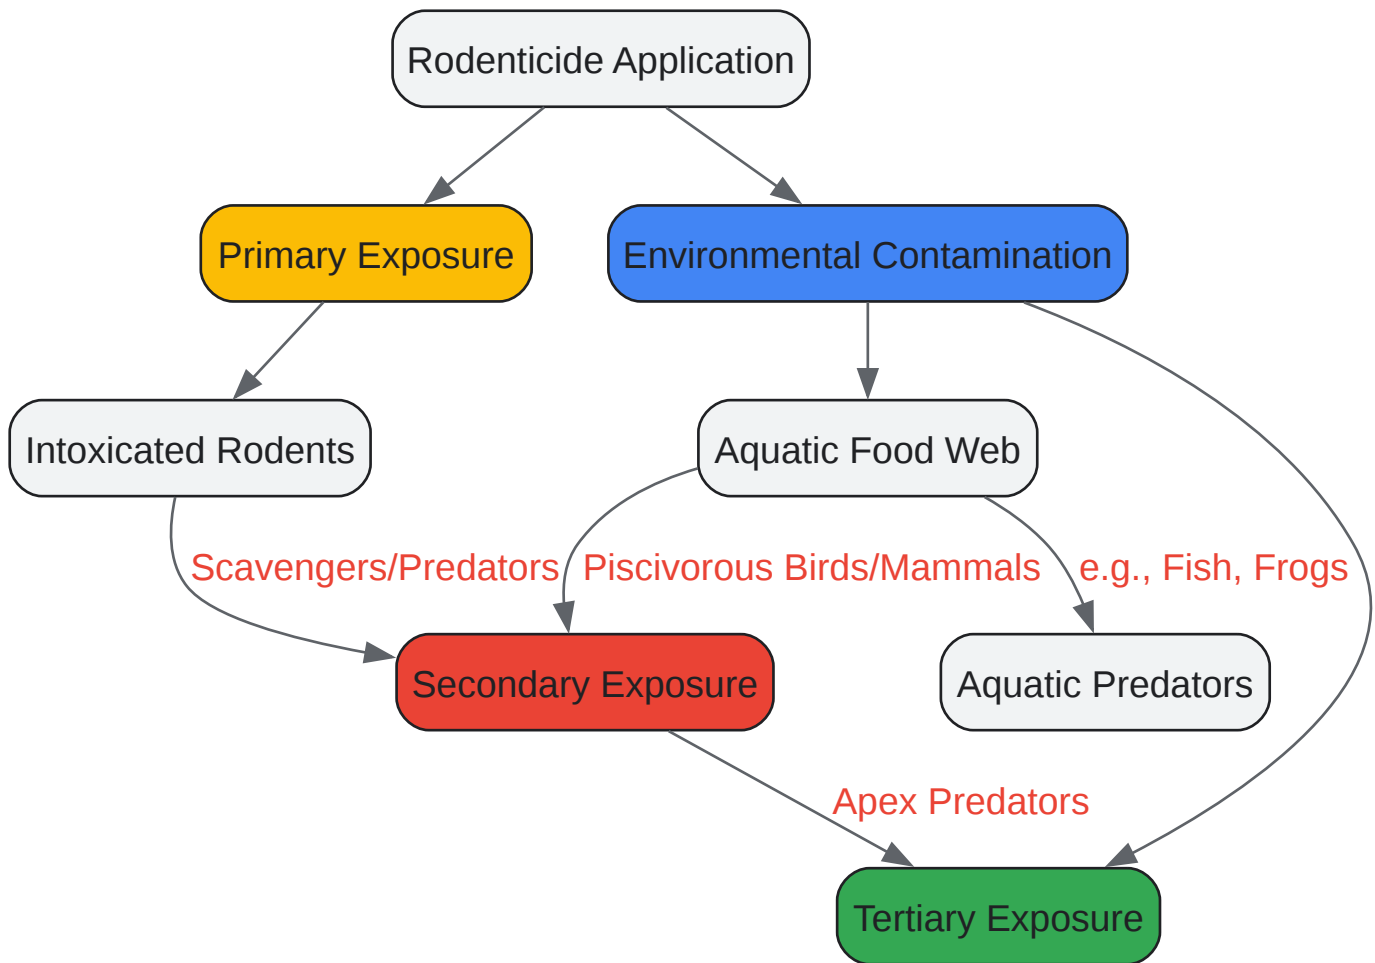 Rodenticide Application
Primary Exposure
Environmental Contamination
Intoxicated Rodents
Aquatic Food Web
Scavengers/Predators
Piscivorous Birds/Mammals
e.g., Fish, Frogs
Secondary Exposure
Aquatic Predators
Apex Predators
Tertiary Exposure